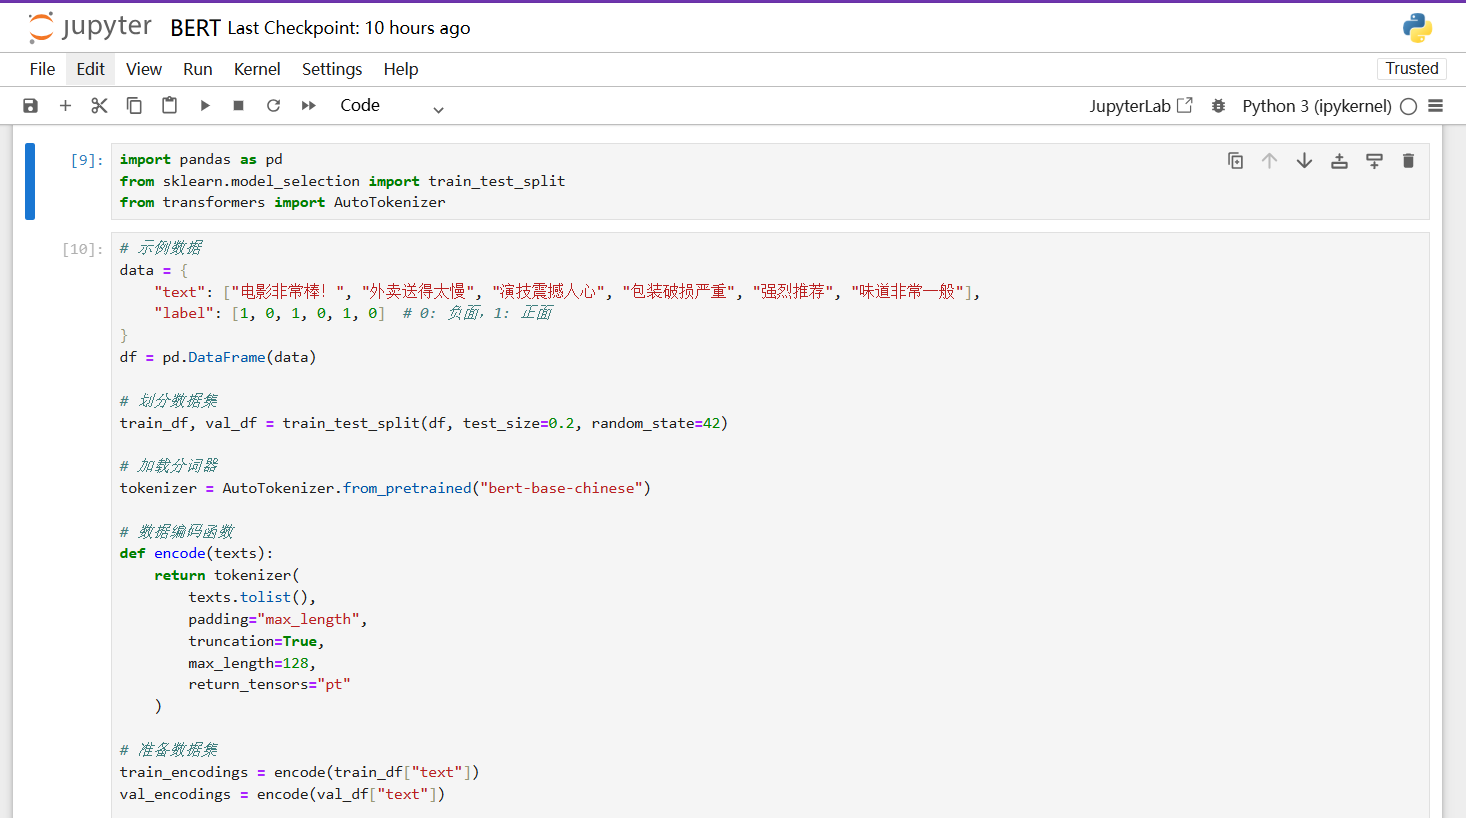 jupyter BERT Last Checkpoint: 10 hours ago
File Edit View Run Kernel Settings Help Trusted
Code JupyterLab Python 3 (ipykernel)
[9]: import pandas as pd
from sklearn.model_selection import train_test_split
from transformers import AutoTokenizer
[10]: # 示例数据
data = {
    "text": ["电影非常棒！", "外卖送得太慢", "演技震撼人心", "包装破损严重", "强烈推荐", "味道非常一般"],
    "label": [1, 0, 1, 0, 1, 0]  # 0: 负面，1: 正面
}
df = pd.DataFrame(data)
# 划分数据集
train_df, val_df = train_test_split(df, test_size=0.2, random_state=42)
# 加载分词器
tokenizer = AutoTokenizer.from_pretrained("bert-base-chinese")
# 数据编码函数
def encode(texts):
    return tokenizer(
        texts.tolist(),
        padding="max_length",
        truncation=True,
        max_length=128,
        return_tensors="pt"
    )
# 准备数据集
train_encodings = encode(train_df["text"])
val_encodings = encode(val_df["text"])